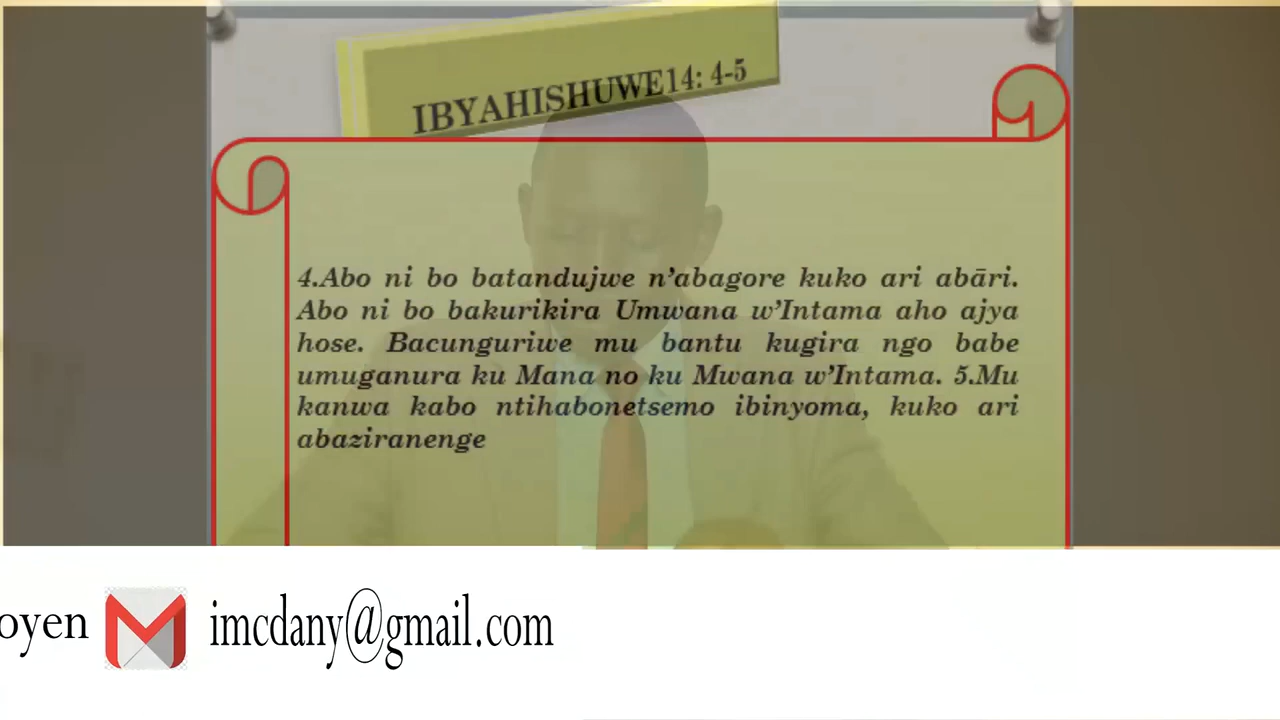 IBYAHISHUWE14: 4-5
4.Abo ni bo batandujwe n'abagore kuko ari abāri.
Abo ni bo bakurikira Umwana w'Intama aho ajya
hose. Bacunguriwe mu bantu kugira ngo babe
umuganura ku Mana no ku Mwana w'Intama. 5.Mu
kanwa kabo ntihabonetsemo ibinyoma, kuko ari
abaziranenge
oyen imcdany@gmail.com